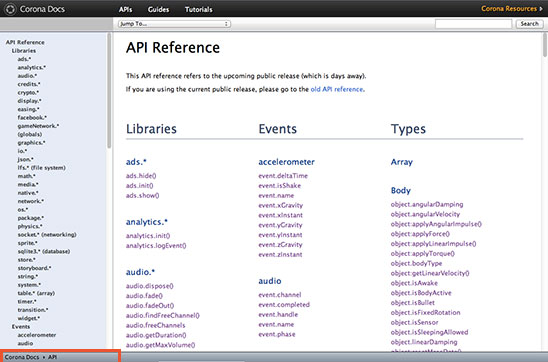 Corona Docs
APIs
Guides
Tutorials
Corona Resources
Jump To...
Search
API Reference
Libraries
ads.*
analytics.*
audio.*
credits.*
crypto.*
display.*
easing.*
facebook.*
gameNetwork.*
(globals)
graphics.*
io.*
json.*
lfs.* (file system)
math.*
media.*
native.*
network.*
os.*
package.*
physics.*
socket.* (networking)
sprite.*
sqlite3.* (database)
store.*
storyboard.*
string.*
system.*
table.* (array)
timer.*
transition.*
widget.*
Events
accelerometer
audio
API Reference
This API reference refers to the upcoming public release (which is days away).
If you are using the current public release, please go to the old API reference.
Libraries
ads.*
ads.hide()
ads.init()
ads.show()
analytics.*
analytics.init()
analytics.logEvent()
audio.*
audio.dispose()
audio.fade()
audio.fadeOut()
audio.findFreeChannel()
audio.freeChannels
audio.getDuration()
audio.getMaxVolume()
Events
accelerometer
event.deltaTime
event.isShake
event.name
event.xGravity
event.xInstant
event.yGravity
event.yInstant
event.zGravity
event.zInstant
audio
event.channel
event.completed
event.handle
event.name
event.phase
Types
Array
Body
object.angularDamping
object.angularVelocity
object:applyAngularImpulse()
object:applyForce()
object:applyLinearImpulse()
object:applyTorque()
object.bodyType
object:getLinearVelocity()
object.isAwake
object.isBodyActive
object.isBullet
object.isFixedRotation
object.isSensor
object.isSleepingAllowed
object.linearDamping
Corona Docs
API